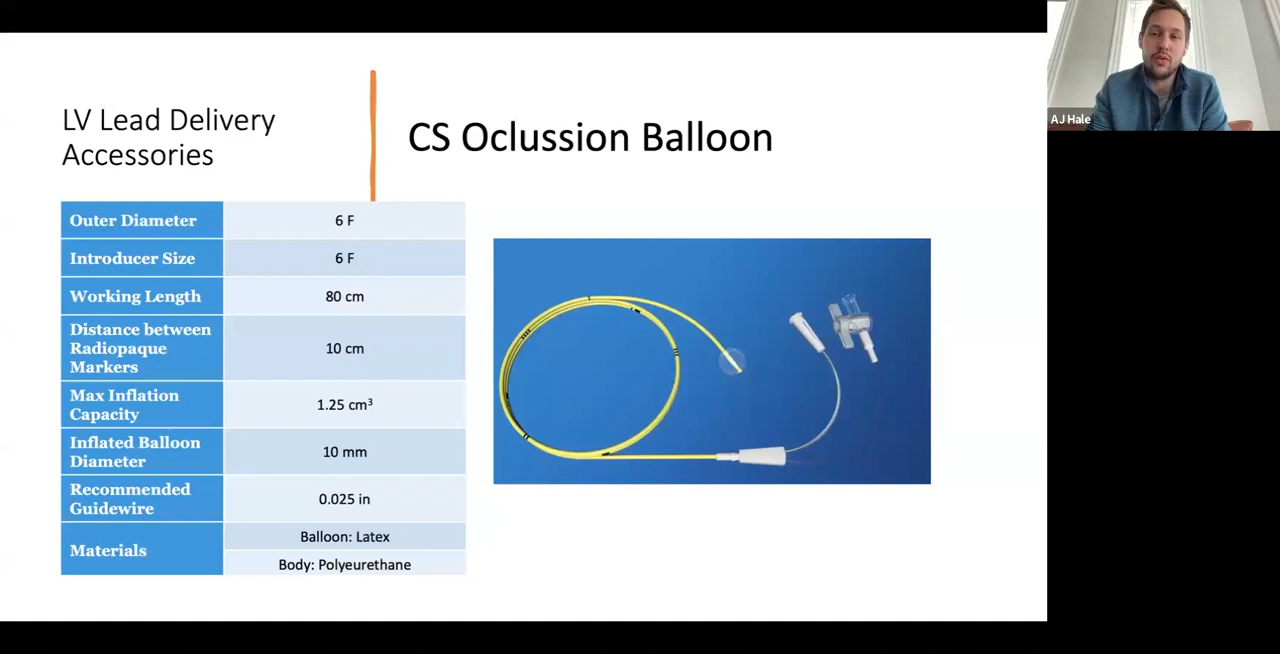 LV Lead Delivery
Accessories
CS Oclussion Balloon
Outer Diameter 6 F
Introducer Size 6 F
Working Length 80 cm
Distance between
Radiopaque
Markers
10 cm
Max Inflation
Capacity
1.25 cm³
Inflated Balloon
Diameter
10 mm
Recommended
Guidewire
0.025 in
Materials
Balloon: Latex
Body: Polyeurethane
AJ Hale